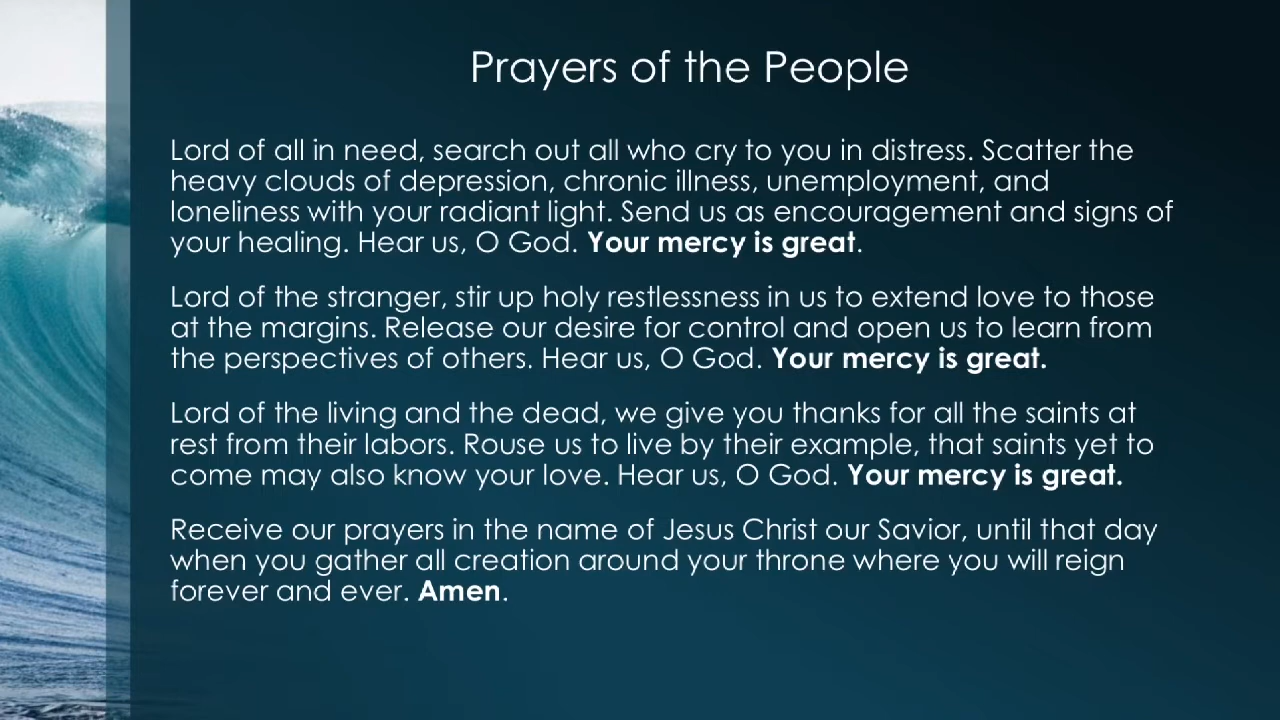 Prayers of the People
Lord of all in need, search out all who cry to you in distress. Scatter the
heavy clouds of depression, chronic illness, unemployment, and
loneliness with your radiant light. Send us as encouragement and signs of
your healing. Hear us, O God. Your mercy is great.
Lord of the stranger, stir up holy restlessness in us to extend love to those
at the margins. Release our desire for control and open us to learn from
the perspectives of others. Hear us, O God. Your mercy is great.
Lord of the living and the dead, we give you thanks for all the saints at
rest from their labors. Rouse us to live by their example, that saints yet to
come may also know your love. Hear us, O God. Your mercy is great.
Receive our prayers in the name of Jesus Christ our Savior, until that day
when you gather all creation around your throne where you will reign
forever and ever. Amen.